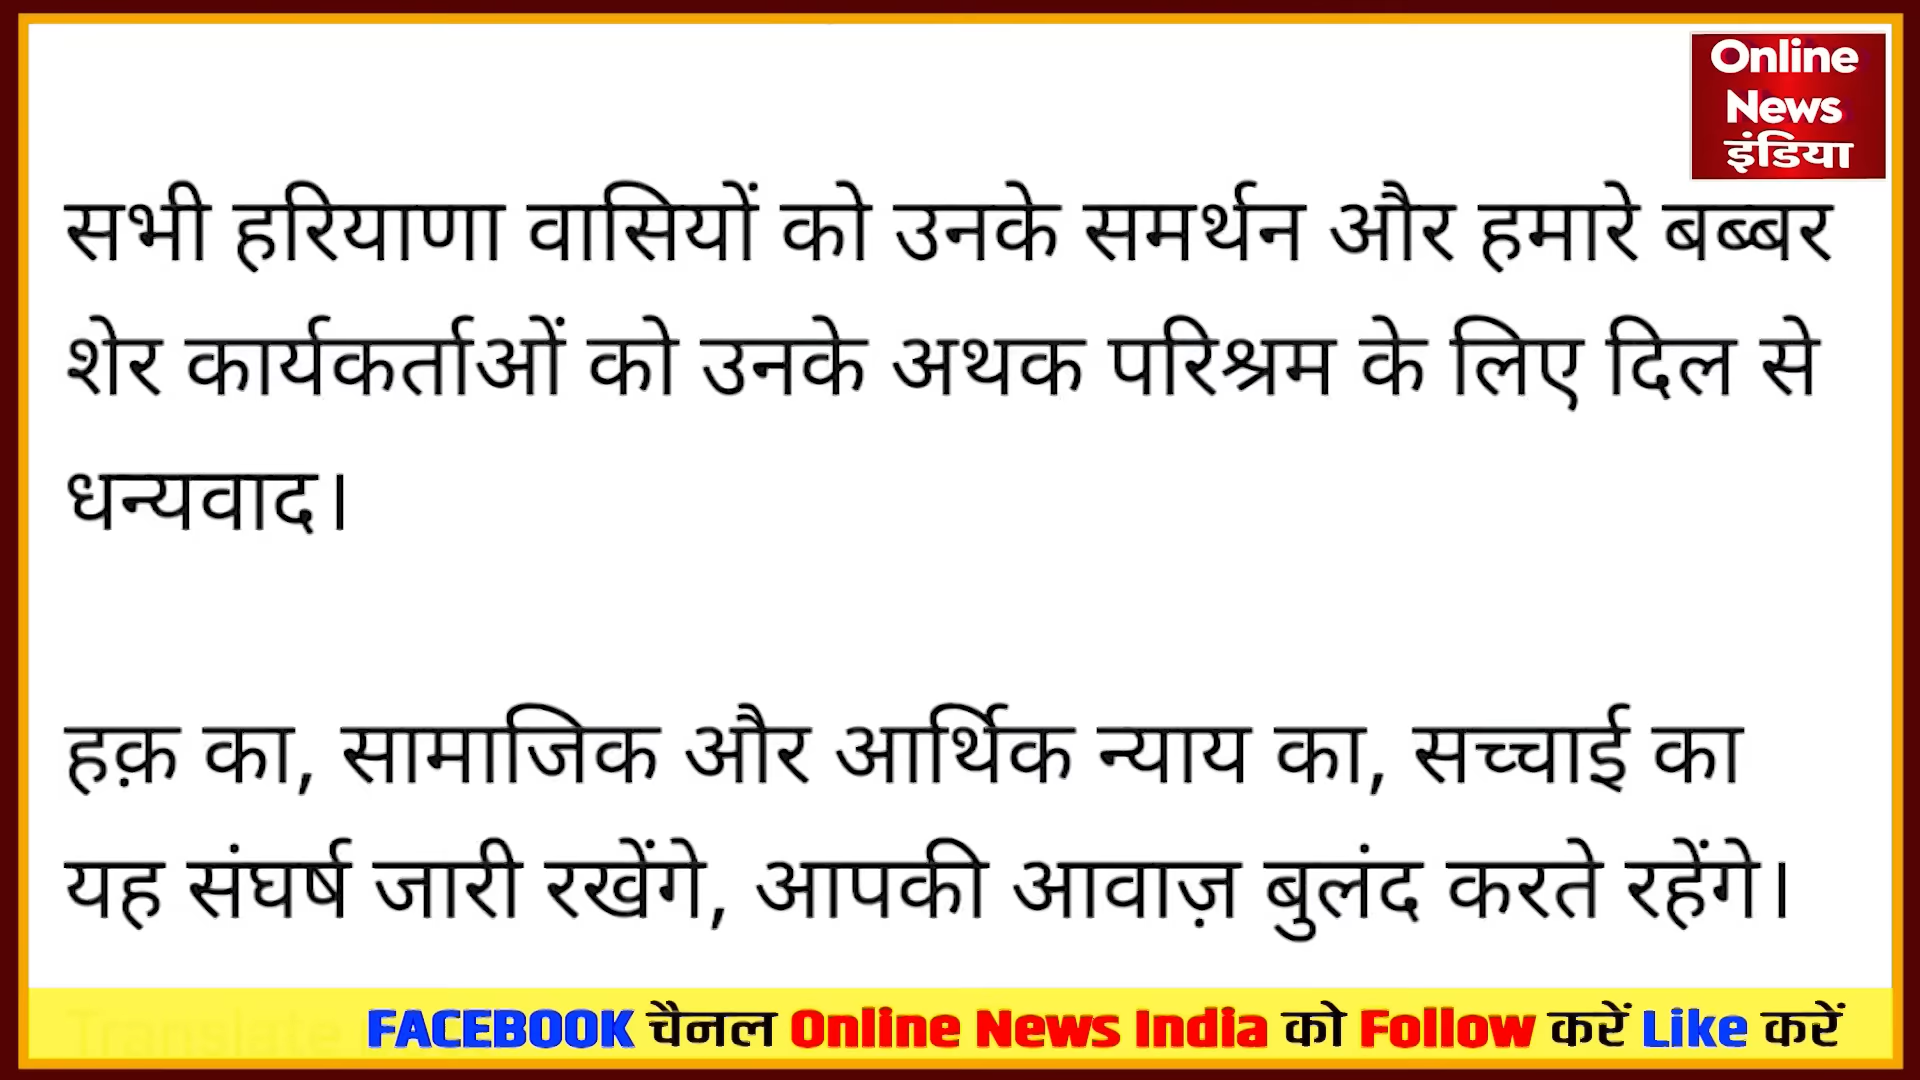 Online
News
इंडिया
सभी हरियाणा वासियों को उनके समर्थन और हमारे बब्बर
शेर कार्यकर्ताओं को उनके अथक परिश्रम के लिए दिल से
धन्यवाद।
हक़ का, सामाजिक और आर्थिक न्याय का, सच्चाई का
यह संघर्ष जारी रखेंगे, आपकी आवाज़ बुलंद करते रहेंगे।
Translate
FACEBOOK चैनल Online News India को Follow करें Like करें